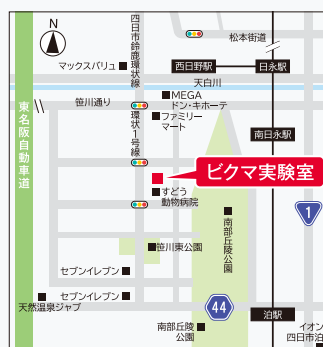 N
四日市鈴鹿環状線
松本街道
マックスバリュ
西日野駅
日永駅
天白川
MEGA
ドン・キホーテ
笹川通り
ファミリー
マート
環状1号線
東名阪自動車道
南日永駅
ビクマ実験室
すどう
動物病院
1
南部丘陵公園
笹川東公園
セブンイレブン
セブンイレブン
天然温泉ジャブ
44
泊駅
南部丘陵
公園
イオン
四日市泊